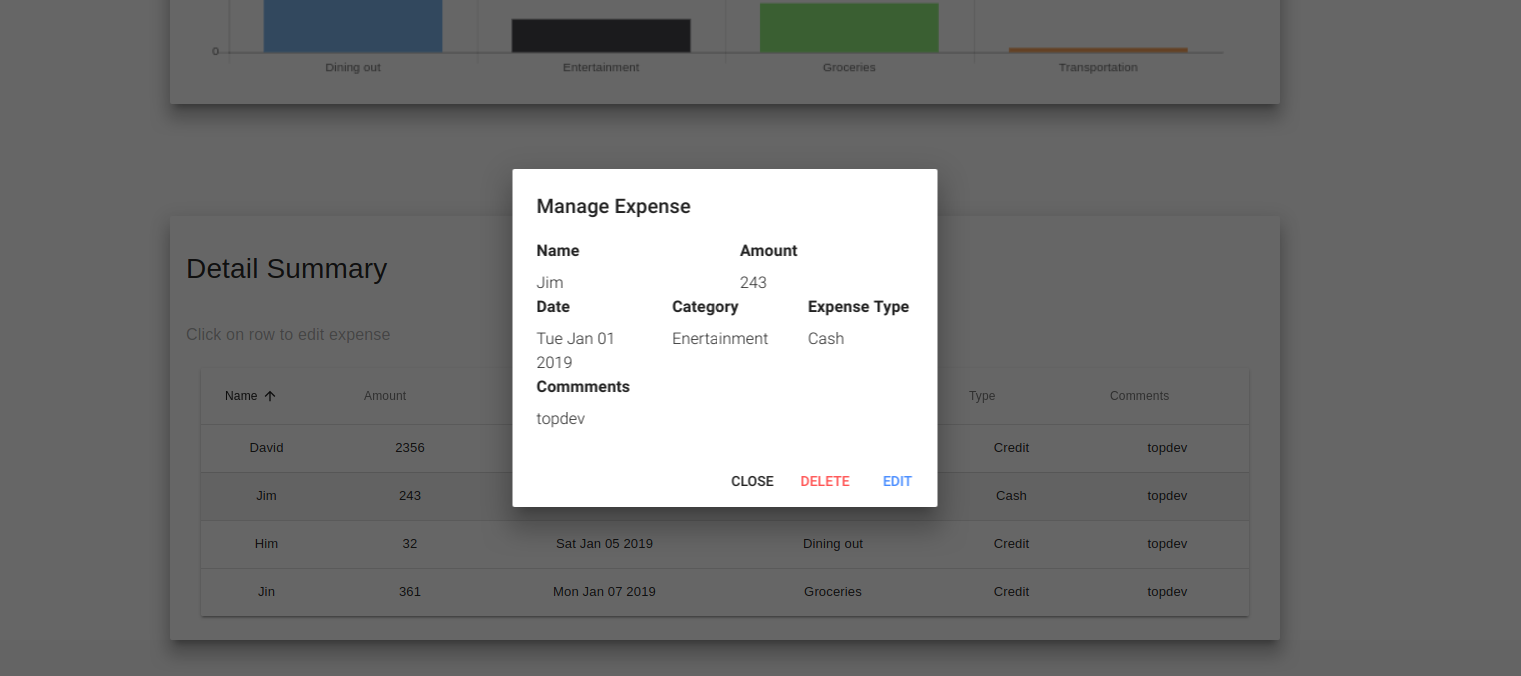 0
Dining out Entertainment Groceries Transportation
Manage Expense
Name Amount
Jim 243
Date Category Expense Type
Tue Jan 01 Enertainment Cash
2019
Commments
topdev
CLOSE DELETE EDIT
Detail Summary
Click on row to edit expense
Name Amount Type Comments
David 2356 Credit topdev
Jim 243 Cash topdev
Him 32 Sat Jan 05 2019 Dining out Credit topdev
Jin 361 Mon Jan 07 2019 Groceries Credit topdev